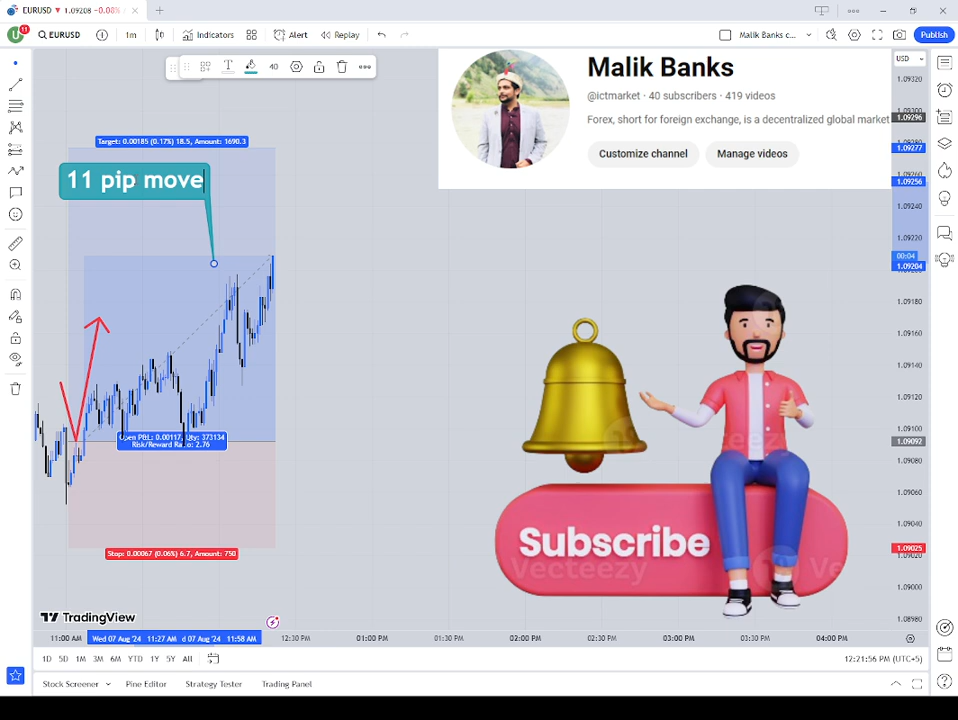 EURUSD ▼ 1.09208 −0.08%
U
11
EURUSD
1m
Indicators
Alert
Replay
Malik Banks c...
Publish
T
40
USD
Malik Banks
@ictmarket · 40 subscribers · 419 videos
Forex, short for foreign exchange, is a decentralized global market
Customize channel
Manage videos
Target: 0.00185 (0.17%) 18.5, Amount: 1690.3
11 pip move
Open P&L: 0.00117, Qty: 373134
Risk/Reward Ratio: 2.76
Stop: 0.00067 (0.06%) 6.7, Amount: 750
1.09320
1.09296
1.09277
1.09256
1.09240
1.09220
00:04
1.09204
1.09180
1.09160
1.09140
1.09120
1.09100
1.09092
1.09080
1.09060
1.09040
1.09025
1.09000
1.08980
Subscribe
Vecteezy
TradingView
11:00 AM
Wed 07 Aug '24
11:27 AM
d 07 Aug '24
11:58 AM
12:30 PM
01:00 PM
01:30 PM
02:00 PM
02:30 PM
03:00 PM
03:30 PM
04:00 PM
1D 5D 1M 3M 6M YTD 1Y 5Y All
12:21:56 PM (UTC+5)
Stock Screener
Pine Editor
Strategy Tester
Trading Panel